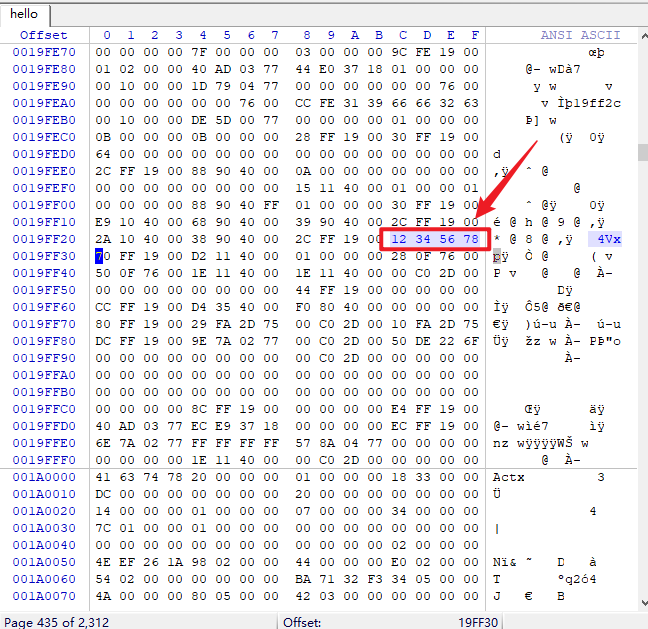 hello
Offset 0 1 2 3 4 5 6 7 8 9 A B C D E F ANSI ASCII
0019FE70 00 00 00 00 7F 00 00 00 03 00 00 00 9C FE 19 00 œþ
0019FE80 01 02 00 00 40 AD 03 77 44 E0 37 18 01 00 00 00 @- wDà7
0019FE90 00 10 00 00 1D 79 04 77 00 00 00 00 00 00 76 00 y w v
0019FEA0 00 00 00 00 00 00 76 00 CC FE 31 39 66 66 32 63 v Ìþ19ff2c
0019FEB0 00 10 00 00 DE 5D 00 77 00 00 00 00 01 00 00 00 Þ] w
0019FEC0 0B 00 00 00 0B 00 00 00 28 FF 19 00 30 FF 19 00 (ÿ 0ÿ
0019FED0 64 00 00 00 00 00 00 00 00 00 00 00 00 00 00 00 d
0019FEE0 2C FF 19 00 88 90 40 00 0A 00 00 00 00 00 00 00 ,ÿ ˆ @
0019FEF0 00 00 00 00 00 00 00 00 15 11 40 00 01 00 00 01 @
0019FF00 00 00 00 00 88 90 40 FF 01 00 00 00 30 FF 19 00 ˆ @ÿ 0ÿ
0019FF10 E9 10 40 00 68 90 40 00 39 90 40 00 2C FF 19 00 é @ h @ 9 @ ,ÿ
0019FF20 2A 10 40 00 38 90 40 00 2C FF 19 00 12 34 56 78 * @ 8 @ ,ÿ 4Vx
0019FF30 70 FF 19 00 D2 11 40 00 01 00 00 00 28 0F 76 00 pÿ Ò @ ( v
0019FF40 50 0F 76 00 1E 11 40 00 1E 11 40 00 00 C0 2D 00 P v @ @ À-
0019FF50 00 00 00 00 00 00 00 00 44 FF 19 00 00 00 00 00 Dÿ
0019FF60 CC FF 19 00 D4 35 40 00 F0 80 40 00 00 00 00 00 Ìÿ Ô5@ ð€@
0019FF70 80 FF 19 00 29 FA 2D 75 00 C0 2D 00 10 FA 2D 75 €ÿ )ú-u À- ú-u
0019FF80 DC FF 19 00 9E 7A 02 77 00 C0 2D 00 50 DE 22 6F Üÿ žz w À- PÞ"o
0019FF90 00 00 00 00 00 00 00 00 00 C0 2D 00 00 00 00 00 À-
0019FFA0 00 00 00 00 00 00 00 00 00 00 00 00 00 00 00 00
0019FFB0 00 00 00 00 00 00 00 00 00 00 00 00 00 00 00 00
0019FFC0 00 00 00 00 8C FF 19 00 00 00 00 00 E4 FF 19 00 Œÿ äÿ
0019FFD0 40 AD 03 77 EC E9 37 18 00 00 00 00 EC FF 19 00 @- wìé7 ìÿ
0019FFE0 6E 7A 02 77 FF FF FF FF 57 8A 04 77 00 00 00 00 nz wÿÿÿÿWŠ w
0019FFF0 00 00 00 00 1E 11 40 00 00 C0 2D 00 00 00 00 00 @ À-
001A0000 41 63 74 78 20 00 00 00 01 00 00 00 18 33 00 00 Actx 3
001A0010 DC 00 00 00 00 00 00 00 20 00 00 00 00 00 00 00 Ü
001A0020 14 00 00 00 01 00 00 00 07 00 00 00 34 00 00 00 4
001A0030 7C 01 00 00 01 00 00 00 00 00 00 00 00 00 00 00 |
001A0040 00 00 00 00 00 00 00 00 00 00 00 00 02 00 00 00
001A0050 4E EF 26 1A 98 02 00 00 44 00 00 00 E0 02 00 00 Nï& ˜ D à
001A0060 54 02 00 00 00 00 00 00 BA 71 32 F3 34 05 00 00 T ºq2ó4
001A0070 4A 00 00 00 80 05 00 00 42 03 00 00 00 00 00 00 J € B
Page 435 of 2,312 Offset: 19FF30